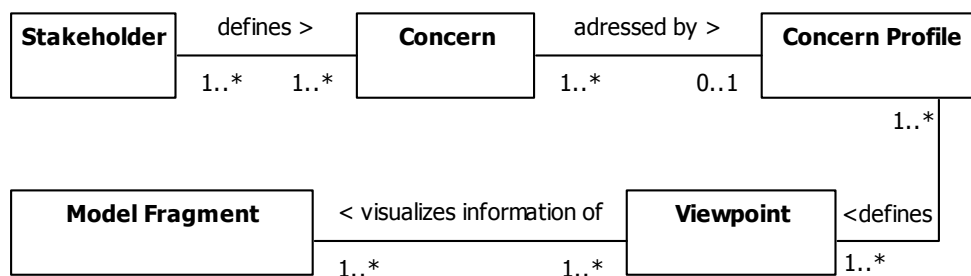 Stakeholder
defines >
Concern
adressed by >
Concern Profile
1..*
1..*
1..*
0..1
1..*
Model Fragment
< visualizes information of
Viewpoint
<defines
1..*
1..*
1..*